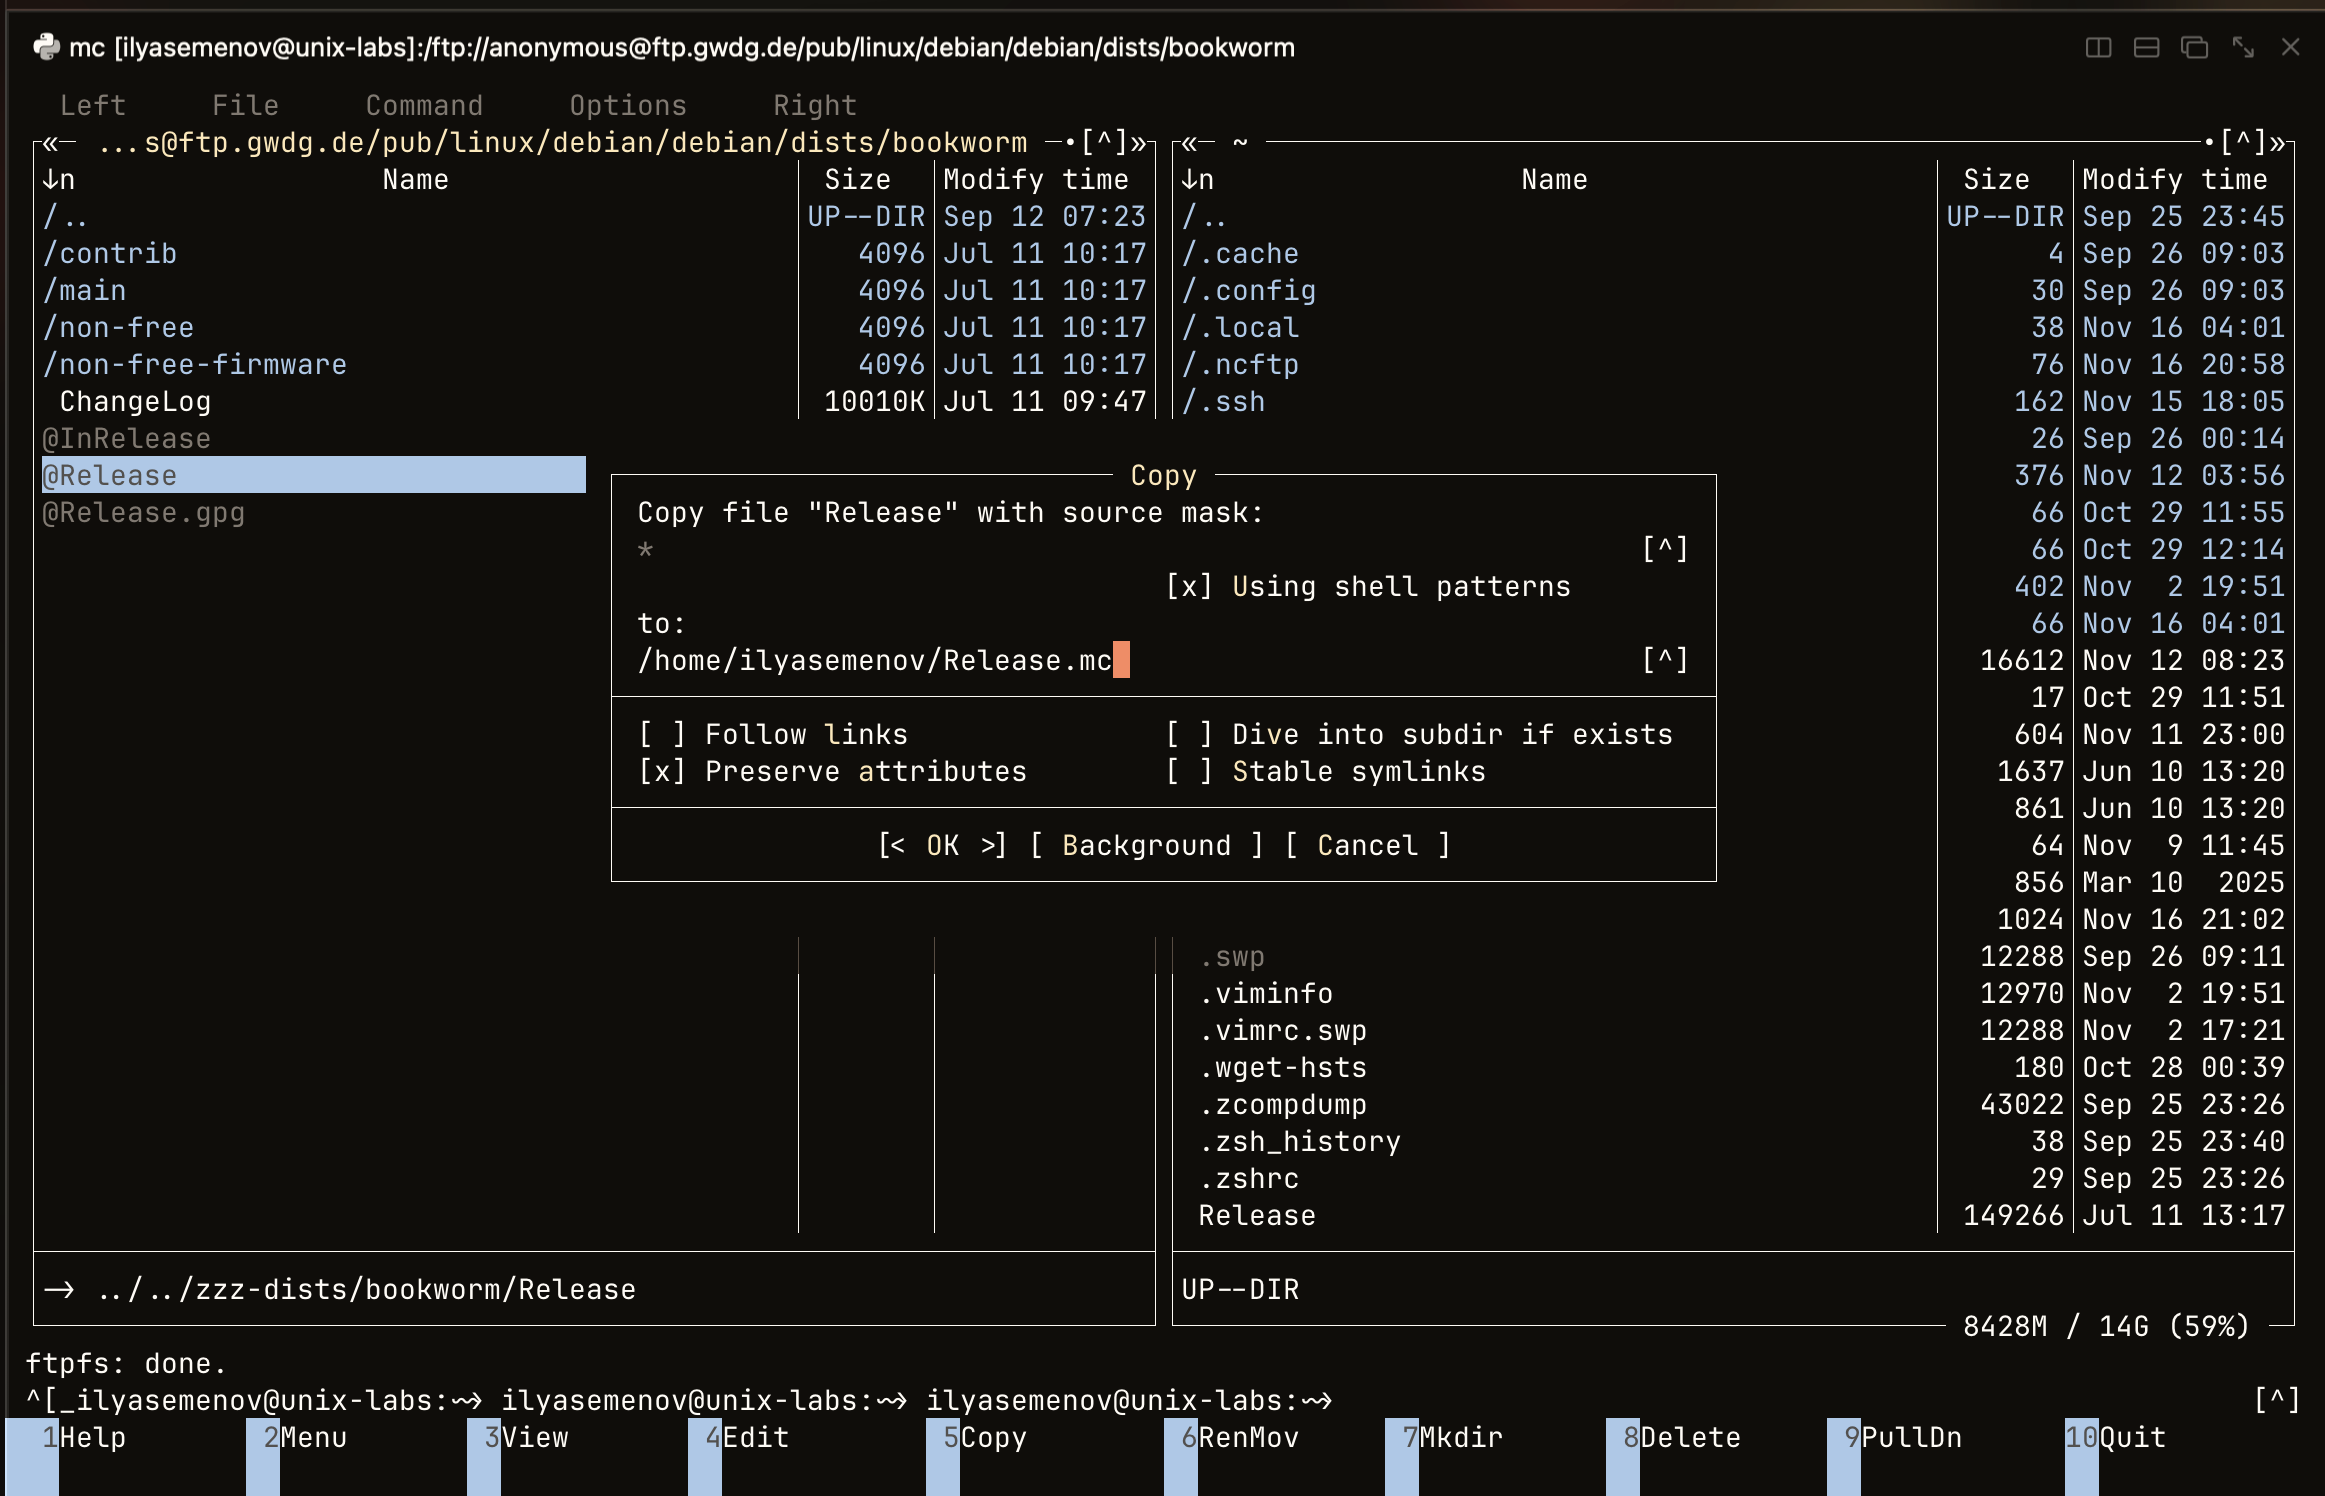 mc [ilyasemenov@unix-labs]:/ftp://anonymous@ftp.gwdg.de/pub/linux/debian/debian/dists/bookworm
Left File Command Options Right
«─ ...s@ftp.gwdg.de/pub/linux/debian/debian/dists/bookworm ─•[^]» «─ ~ •[^]»
↓n Name Size Modify time ↓n Name Size Modify time
/.. UP--DIR Sep 12 07:23 /.. UP--DIR Sep 25 23:45
/contrib 4096 Jul 11 10:17 /.cache 4 Sep 26 09:03
/main 4096 Jul 11 10:17 /.config 30 Sep 26 09:03
/non-free 4096 Jul 11 10:17 /.local 38 Nov 16 04:01
/non-free-firmware 4096 Jul 11 10:17 /.ncftp 76 Nov 16 20:58
ChangeLog 10010K Jul 11 09:47 /.ssh 162 Nov 15 18:05
@InRelease 26 Sep 26 00:14
@Release Copy 376 Nov 12 03:56
@Release.gpg Copy file "Release" with source mask: 66 Oct 29 11:55
* [^] 66 Oct 29 12:14
[x] Using shell patterns 402 Nov 2 19:51
to: 66 Nov 16 04:01
/home/ilyasemenov/Release.mc [^] 16612 Nov 12 08:23
17 Oct 29 11:51
[ ] Follow links [ ] Dive into subdir if exists 604 Nov 11 23:00
[x] Preserve attributes [ ] Stable symlinks 1637 Jun 10 13:20
861 Jun 10 13:20
[< OK >] [ Background ] [ Cancel ] 64 Nov 9 11:45
856 Mar 10 2025
1024 Nov 16 21:02
.swp 12288 Sep 26 09:11
.viminfo 12970 Nov 2 19:51
.vimrc.swp 12288 Nov 2 17:21
.wget-hsts 180 Oct 28 00:39
.zcompdump 43022 Sep 25 23:26
.zsh_history 38 Sep 25 23:40
.zshrc 29 Sep 25 23:26
Release 149266 Jul 11 13:17
-> ../../zzz-dists/bookworm/Release UP--DIR
8428M / 14G (59%)
ftpfs: done.
^[_ilyasemenov@unix-labs:~> ilyasemenov@unix-labs:~> ilyasemenov@unix-labs:~> [^]
1Help 2Menu 3View 4Edit 5Copy 6RenMov 7Mkdir 8Delete 9PullDn 10Quit